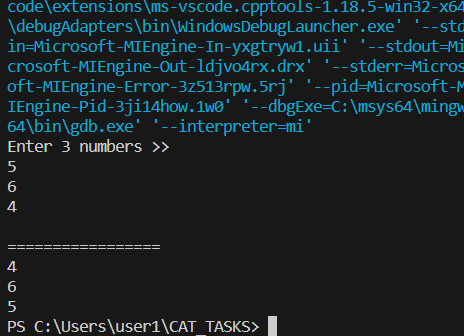 code\extensions\ms-vscode.cpptools-1.18.5-win32-x64
\debugAdapters\bin\WindowsDebugLauncher.exe' '--std
in=Microsoft-MIEngine-In-yxgtryw1.uii' '--stdout=Mi
crosoft-MIEngine-Out-ldjvo4rx.drx' '--stderr=Micros
oft-MIEngine-Error-3z513rpw.5rj' '--pid=Microsoft-M
IEngine-Pid-3ji14how.1w0' '--dbgExe=C:\msys64\mingw
64\bin\gdb.exe' '--interpreter=mi'
Enter 3 numbers >>
5
6
4
=================
4
6
5
PS C:\Users\user1\CAT_TASKS>